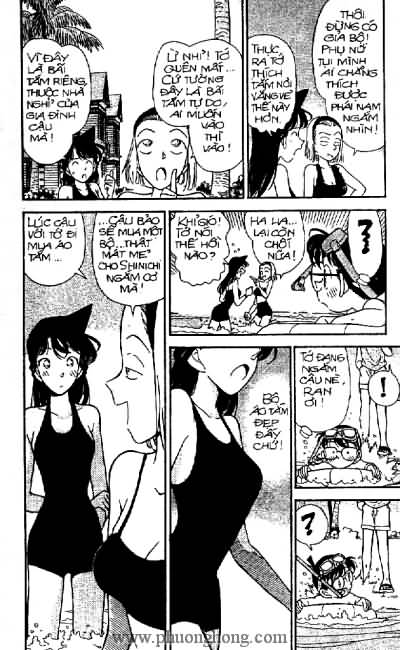 VÌ ĐÂY
LÀ BÃI
TẮM RIÊNG
THUỘC NHÀ
NGHỈ CỦA
GIA ĐÌNH
CẬU
MÀ!
Ừ NHỈ! TỚ
QUÊN MẤT...
CỨ TƯỞNG
ĐÂY LÀ BÃI
TẮM TỰ DO,
AI MUỐN
VÀO
THÌ
VÀO!
THỰC
RA TỚ
THÍCH
TẮM NƠI
VẮNG VẺ
THẾ NÀY
HƠN.
THÔI
ĐỪNG CÓ
GIẢ BỘ!
PHỤ NỮ
TỤI MÌNH
AI CHẲNG
THÍCH
ĐƯỢC
PHÁI NAM
NGẮM
NHÌN!
LÚC CẬU
VỚI TỚ ĐI
MUA ÁO
TẮM...
...CẬU BẢO
SẼ MUA MỘT
BỘ "THẬT
MÁT MẺ"
CHO SHINICHI
NGẮM CƠ
MÀ!
KHỈ GIÓ!
TỚ NÓI
THẾ HỒI
NÀO?
HA HA...
LẠI CÒN
CHỐI
NỮA!
?
BỘ
ÁO TẮM
ĐẸP
ĐẤY
CHỨ!
TỚ ĐANG
NGẮM
CẬU NÈ,
RAN
ƠI!
!
?
www.phuonghong.com